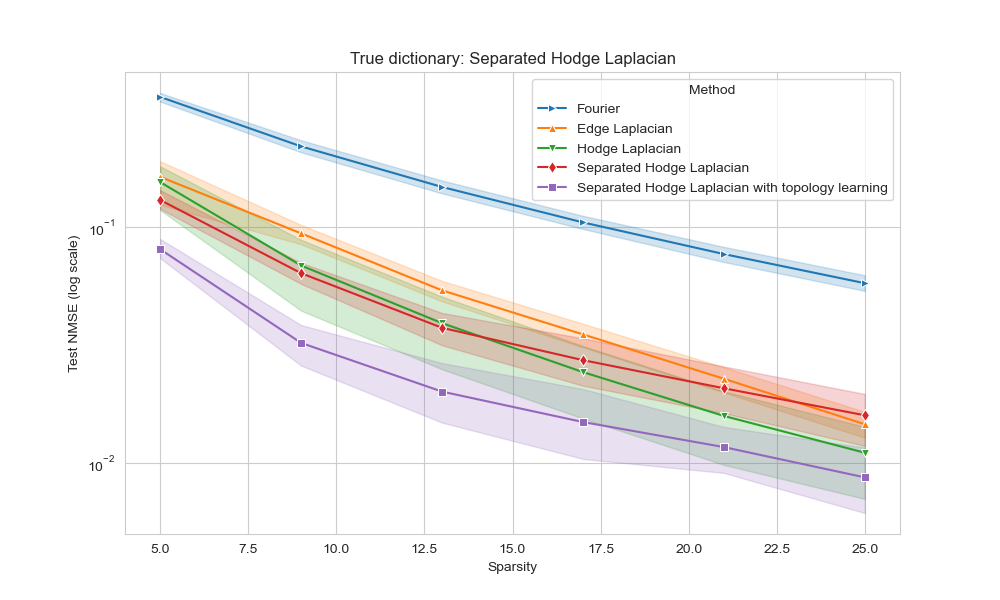 True dictionary: Separated Hodge Laplacian
Method
Fourier
Edge Laplacian
Hodge Laplacian
Separated Hodge Laplacian
Separated Hodge Laplacian with topology learning
Test NMSE (log scale)
10⁻¹
10⁻²
5.0 7.5 10.0 12.5 15.0 17.5 20.0 22.5 25.0
Sparsity